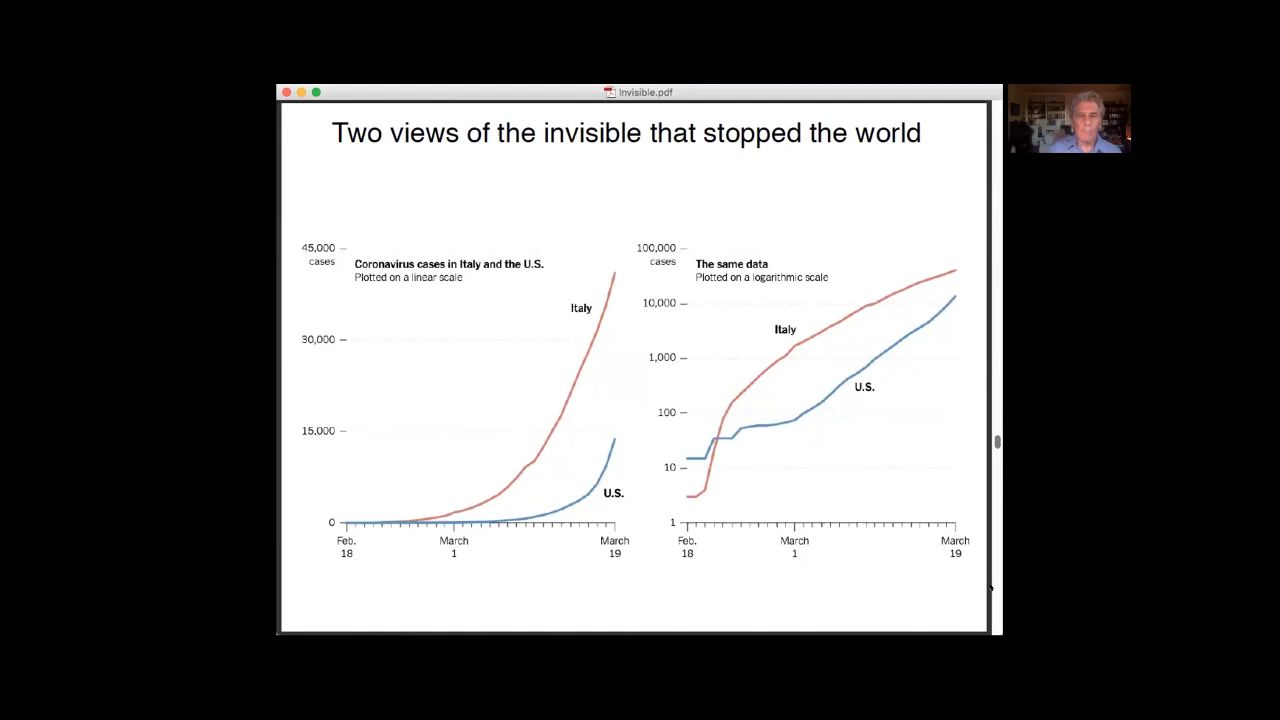 Invisible.pdf
Two views of the invisible that stopped the world
45,000
cases
Coronavirus cases in Italy and the U.S.
Plotted on a linear scale
Italy
30,000
15,000
U.S.
0
Feb.
18
March
1
March
19
100,000
cases
The same data
Plotted on a logarithmic scale
10,000
Italy
1,000
U.S.
100
10
1
Feb.
18
March
1
March
19